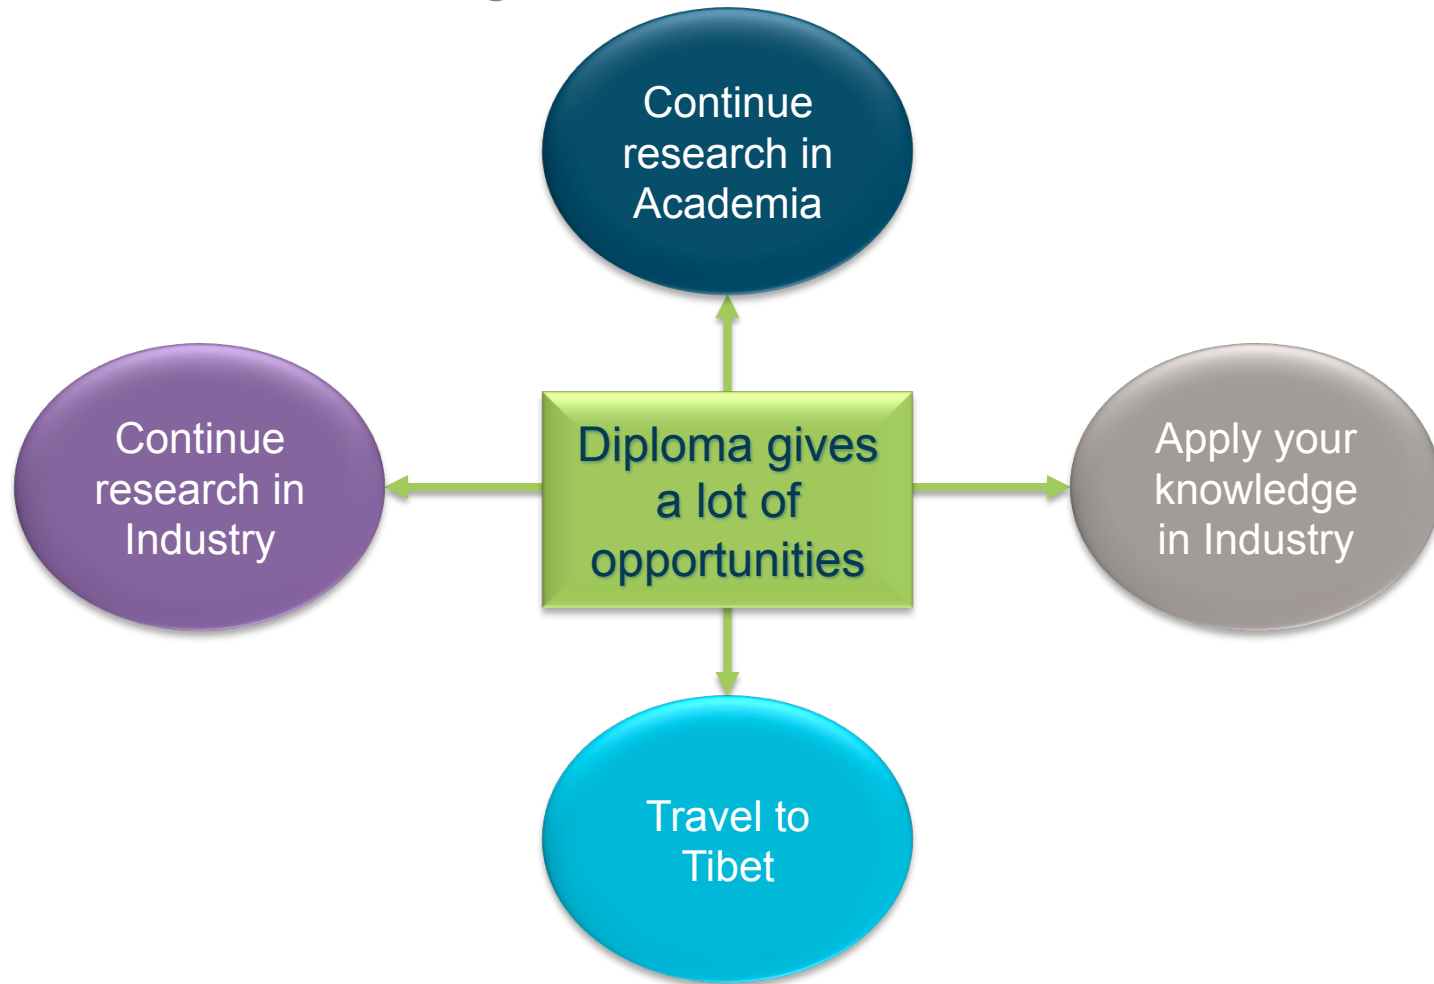 Continue
research in
Academia
Continue
research in
Industry
Diploma gives
a lot of
opportunities
Apply your
knowledge
in Industry
Travel to
Tibet